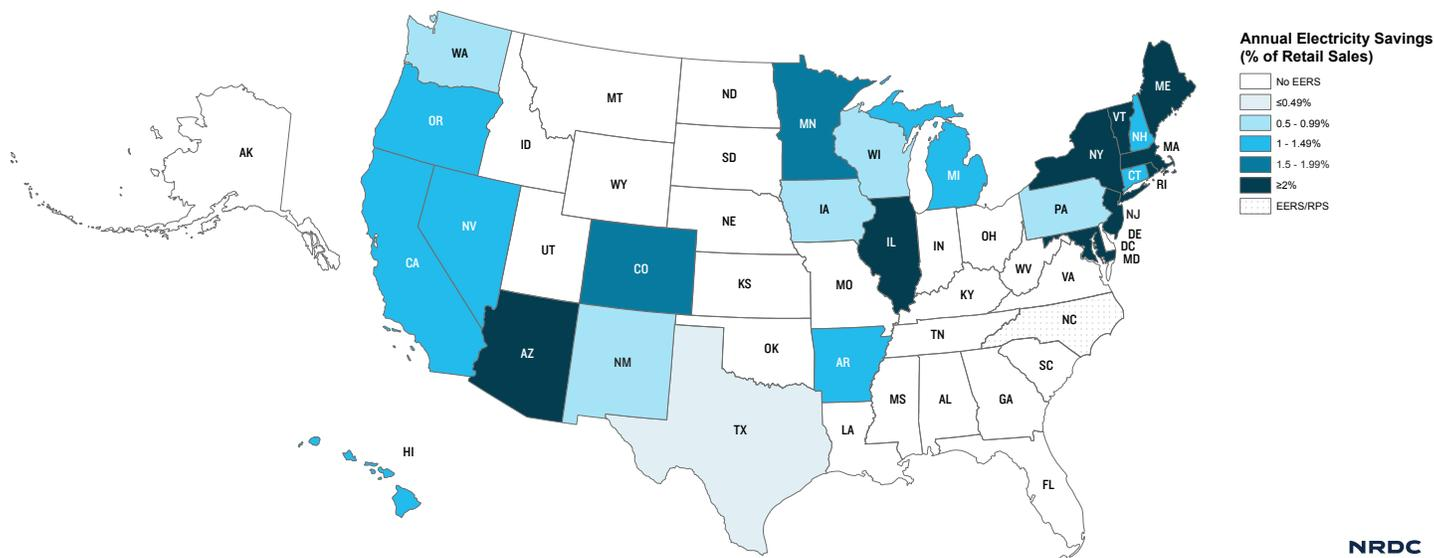 Annual Electricity Savings
(% of Retail Sales)
No EERS
≤0.49%
0.5 - 0.99%
1 - 1.49%
1.5 - 1.99%
≥2%
EERS/RPS
WA
OR
CA
NV
ID
MT
WY
UT
AZ
CO
NM
ND
SD
NE
KS
OK
TX
MN
IA
MO
AR
LA
WI
IL
MI
IN
OH
KY
TN
MS
AL
GA
FL
SC
NC
VA
WV
PA
NY
VT
NH
ME
MA
CT
RI
NJ
DE
DC
MD
AK
HI
NRDC